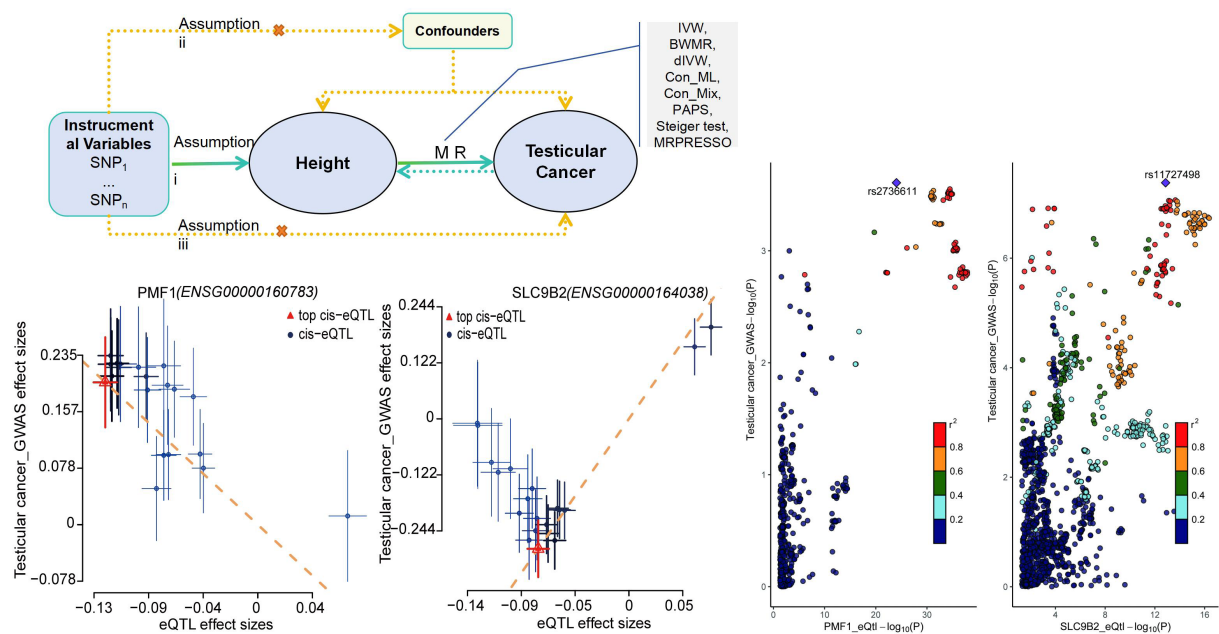 Assumption
ii
Confounders
IVW,
BWMR,
dIVW,
Con_ML,
Con_Mix,
PAPS,
Steiger test,
MRPRESSO
Instrucment
al Variables
SNP1
...
SNPn
Assumption
i
Height
M R
Testicular
Cancer
Assumption
iii
PMF1(ENSG00000160783)
top cis-eQTL
cis-eQTL
Testicular cancer_GWAS effect sizes
0.235
0.157
0.078
0
−0.078
−0.13
−0.09
−0.04
0
0.04
eQTL effect sizes
SLC9B2(ENSG00000164038)
top cis-eQTL
cis-eQTL
Testicular cancer_GWAS effect sizes
0.244
0.122
0
−0.122
−0.244
−0.14
−0.09
−0.05
0
0.05
eQTL effect sizes
rs2736611
Testicular cancer_GWAS−log10(P)
3
2
1
0
r2
0.8
0.6
0.4
0.2
0
10
20
30
PMF1_eQtl−log10(P)
rs11727498
Testicular cancer_GWAS−log10(P)
6
4
2
0
r2
0.8
0.6
0.4
0.2
4
8
12
16
SLC9B2_eQtl−log10(P)